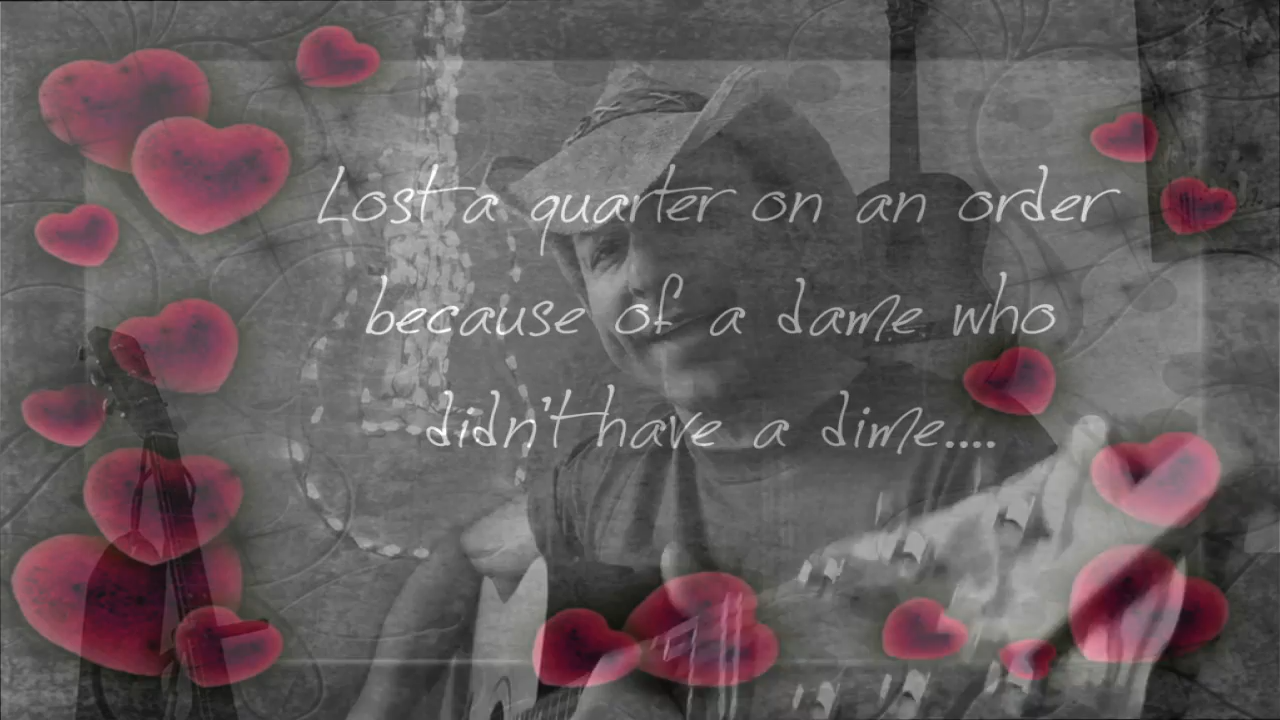 Lost a quarter on an order
because of a dame who
didn't have a dime....